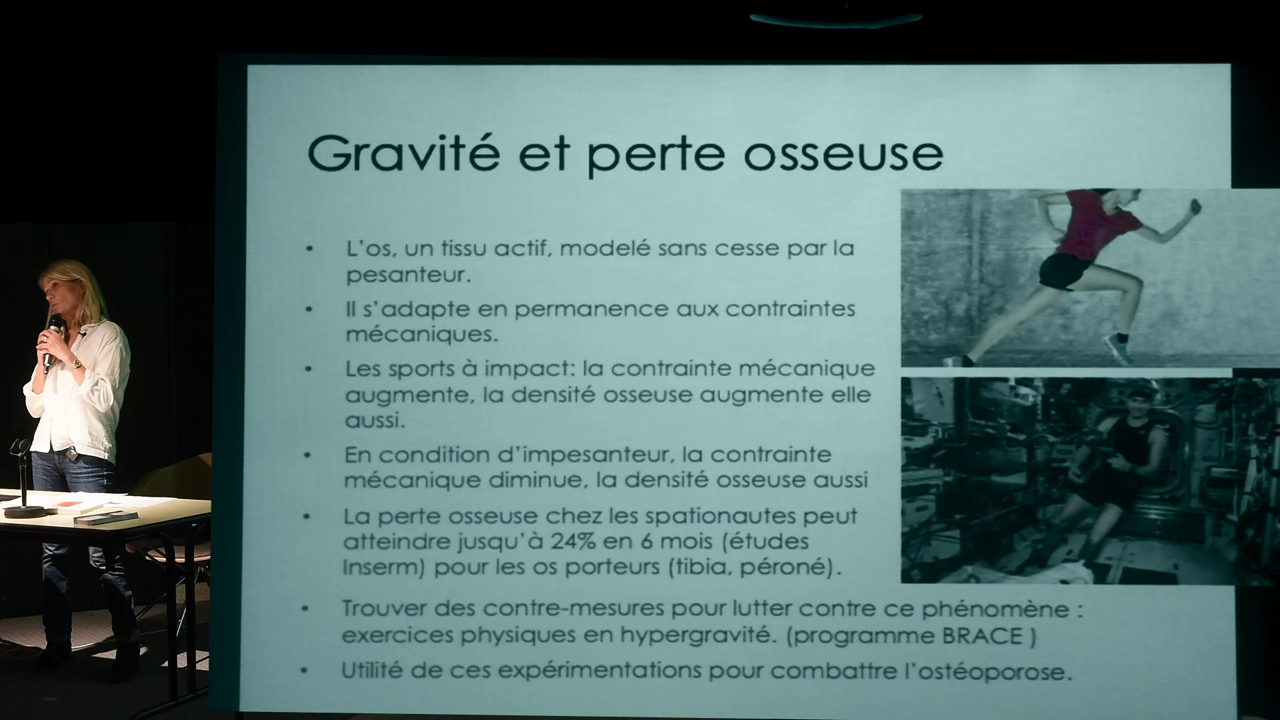 Gravité et perte osseuse
• L'os, un tissu actif, modelé sans cesse par la
pesanteur.
• Il s'adapte en permanence aux contraintes
mécaniques.
• Les sports à impact: la contrainte mécanique
augmente, la densité osseuse augmente elle
aussi.
• En condition d'impesanteur, la contrainte
mécanique diminue, la densité osseuse aussi
• La perte osseuse chez les spationautes peut
atteindre jusqu'à 24% en 6 mois (études
Inserm) pour les os porteurs (tibia, péroné).
• Trouver des contre-mesures pour lutter contre ce phénomène :
exercices physiques en hypergravité. (programme BRACE )
• Utilité de ces expérimentations pour combattre l'ostéoporose.